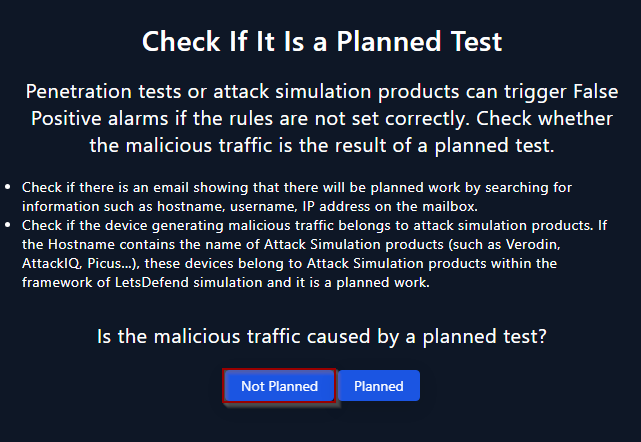 Check If It Is a Planned Test
Penetration tests or attack simulation products can trigger False
Positive alarms if the rules are not set correctly. Check whether
the malicious traffic is the result of a planned test.
Check if there is an email showing that there will be planned work by searching for
information such as hostname, username, IP address on the mailbox.
Check if the device generating malicious traffic belongs to attack simulation products. If
the Hostname contains the name of Attack Simulation products (such as Verodin,
AttackIQ, Picus...), these devices belong to Attack Simulation products within the
framework of LetsDefend simulation and it is a planned work.
Is the malicious traffic caused by a planned test?
Not Planned Planned